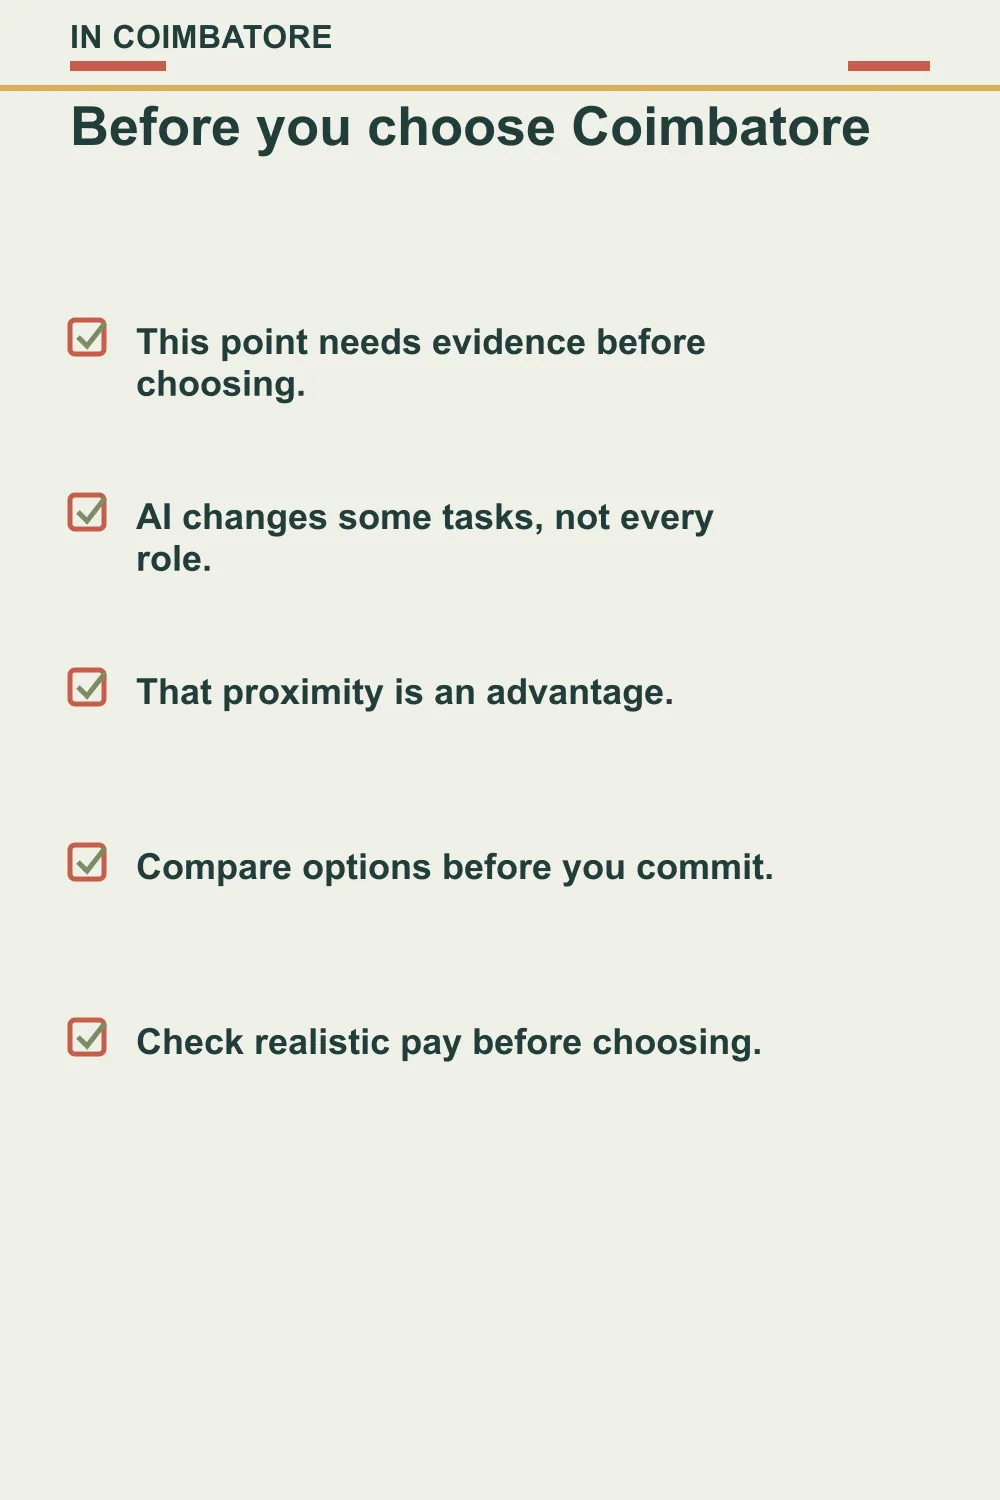 IN COIMBATORE
Before you choose Coimbatore
This point needs evidence before
choosing.
AI changes some tasks, not every
role.
That proximity is an advantage.
Compare options before you commit.
Check realistic pay before choosing.